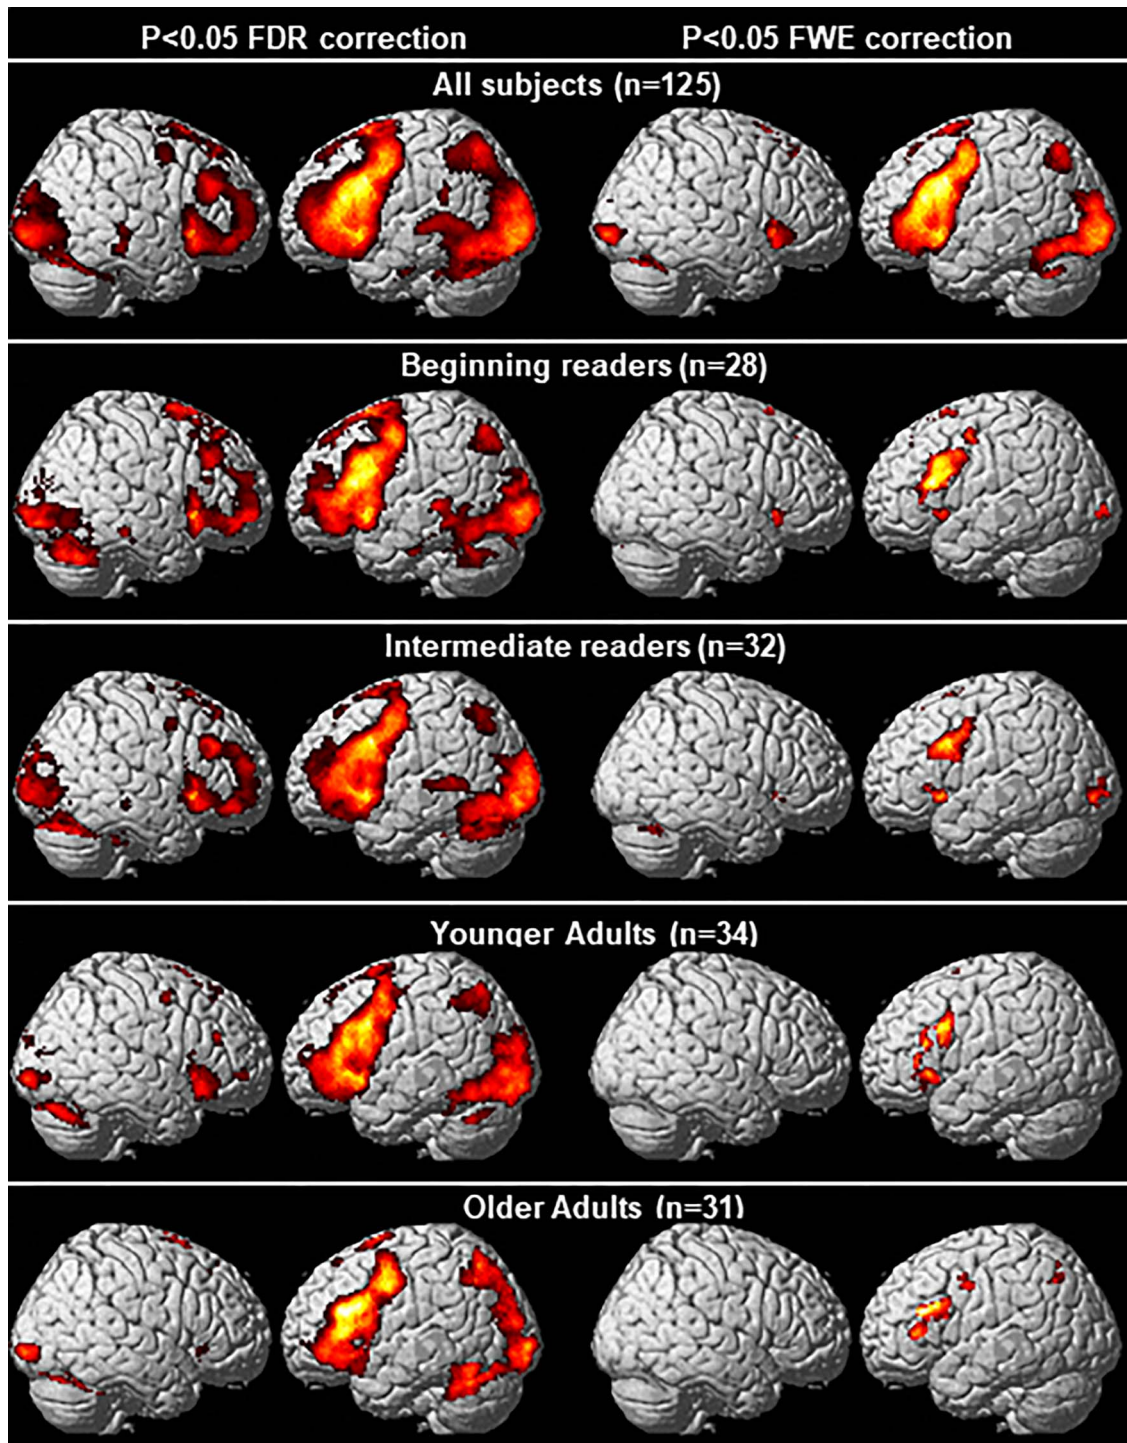 P<0.05 FDR correction
P<0.05 FWE correction
All subjects (n=125)
Beginning readers (n=28)
Intermediate readers (n=32)
Younger Adults (n=34)
Older Adults (n=31)